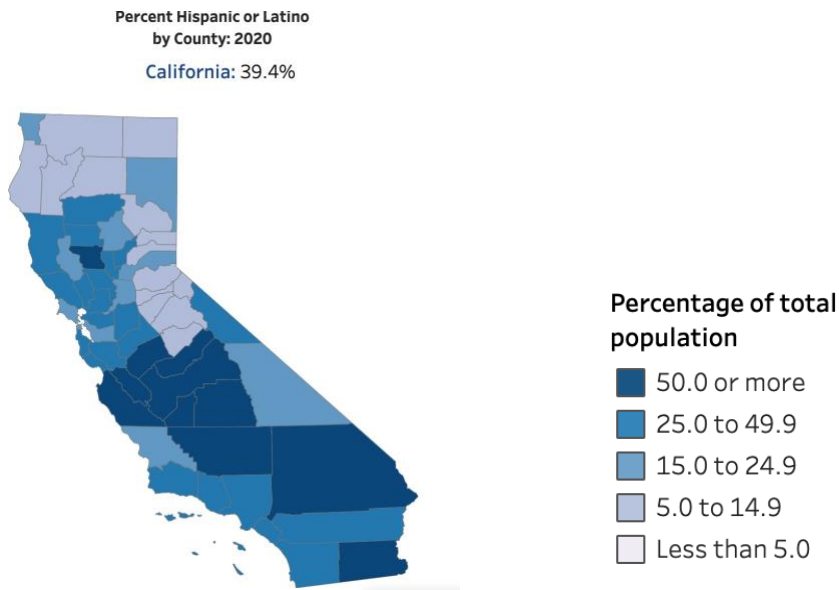 Percent Hispanic or Latino
by County: 2020
California: 39.4%
Percentage of total
population
50.0 or more
25.0 to 49.9
15.0 to 24.9
5.0 to 14.9
Less than 5.0